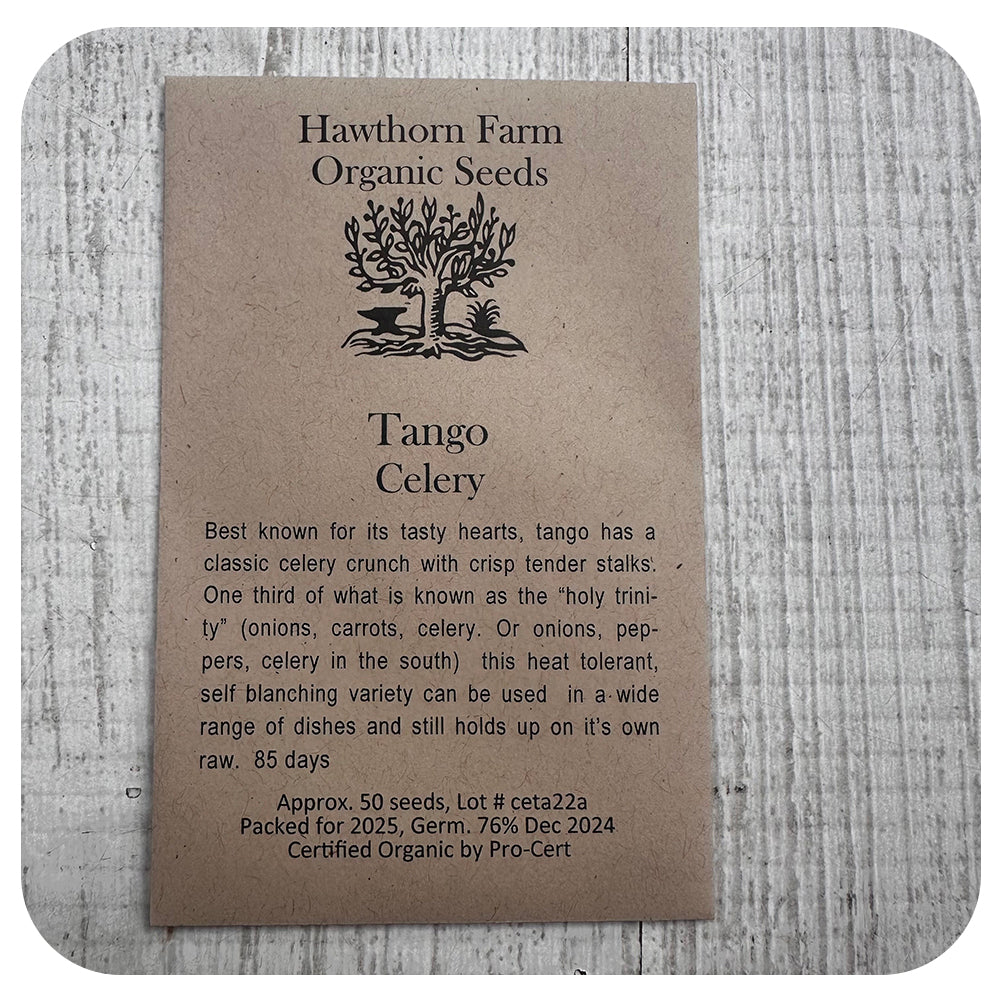 Hawthorn Farm
Organic Seeds
Tango
Celery
Best known for its tasty hearts, tango has a
classic celery crunch with crisp tender stalks.
One third of what is known as the “holy trini-
ty” (onions, carrots, celery. Or onions, pep-
pers, celery in the south) this heat tolerant,
self blanching variety can be used in a wide
range of dishes and still holds up on it’s own
raw. 85 days
Approx. 50 seeds, Lot # ceta22a
Packed for 2025, Germ. 76% Dec 2024
Certified Organic by Pro-Cert